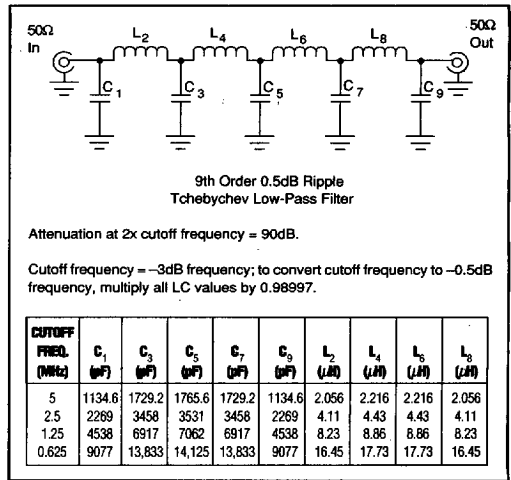 50Ω
In
L2
L4
L6
L8
50Ω
Out
C1
C3
C5
C7
C9
9th Order 0.5dB Ripple
Tchebychev Low-Pass Filter
Attenuation at 2x cutoff frequency = 90dB.
Cutoff frequency = –3dB frequency; to convert cutoff frequency to –0.5dB
frequency, multiply all LC values by 0.98997.
CUTOFF FREQ. (MHz) C1 (pF) C3 (pF) C5 (pF) C7 (pF) C9 (pF) L2 (μH) L4 (μH) L6 (μH) L8 (μH)
5 1134.6 1729.2 1765.6 1729.2 1134.6 2.056 2.216 2.216 2.056
2.5 2269 3458 3531 3458 2269 4.11 4.43 4.43 4.11
1.25 4538 6917 7062 6917 4538 8.23 8.86 8.86 8.23
0.625 9077 13,833 14,125 13,833 9077 16.45 17.73 17.73 16.45